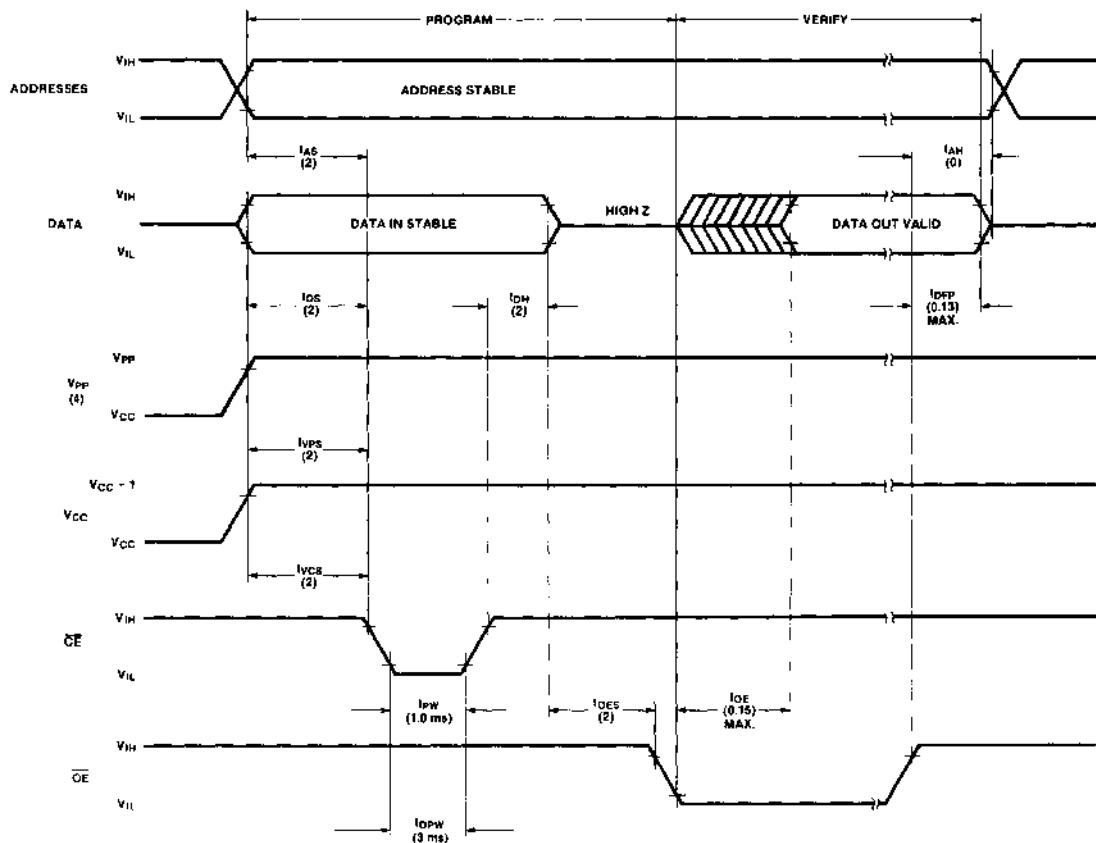 PROGRAM
VERIFY
ADDRESSES
VIH
VIL
ADDRESS STABLE
tAS
(2)
tAH
(0)
DATA
VIH
VIL
DATA IN STABLE
HIGH Z
DATA OUT VALID
tDS
(2)
tDH
(2)
tDFP
(0.13)
MAX.
VPP
(4)
VPP
VCC
tVPS
(2)
VCC
VCC + 1
VCC
tVCS
(2)
CE
VIH
VIL
tPW
(1.0 ms)
tOES
(2)
tOE
(0.15)
MAX.
OE
VIH
VIL
tOPW
(3 ms)